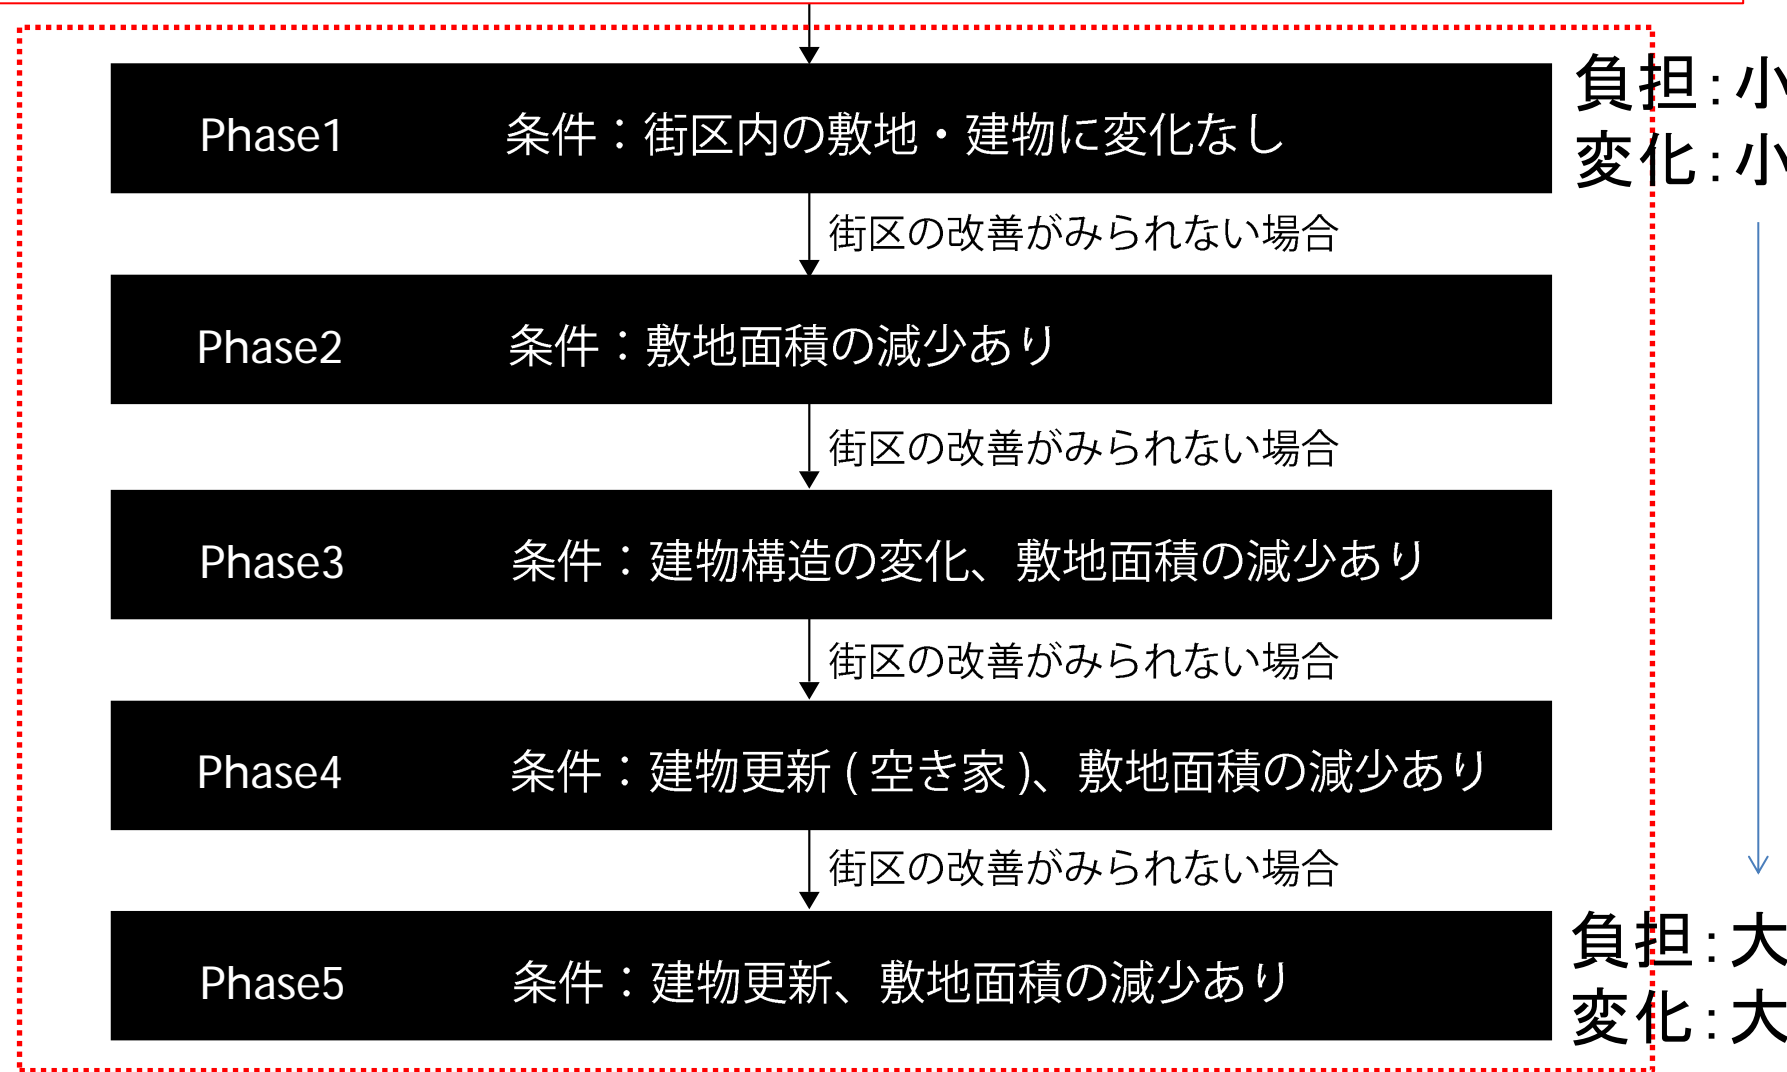 負担:小
変化:小
Phase1 条件：街区内の敷地・建物に変化なし
街区の改善がみられない場合
Phase2 条件：敷地面積の減少あり
街区の改善がみられない場合
Phase3 条件：建物構造の変化、敷地面積の減少あり
街区の改善がみられない場合
Phase4 条件：建物更新(空き家)、敷地面積の減少あり
街区の改善がみられない場合
Phase5 条件：建物更新、敷地面積の減少あり
負担:大
変化:大